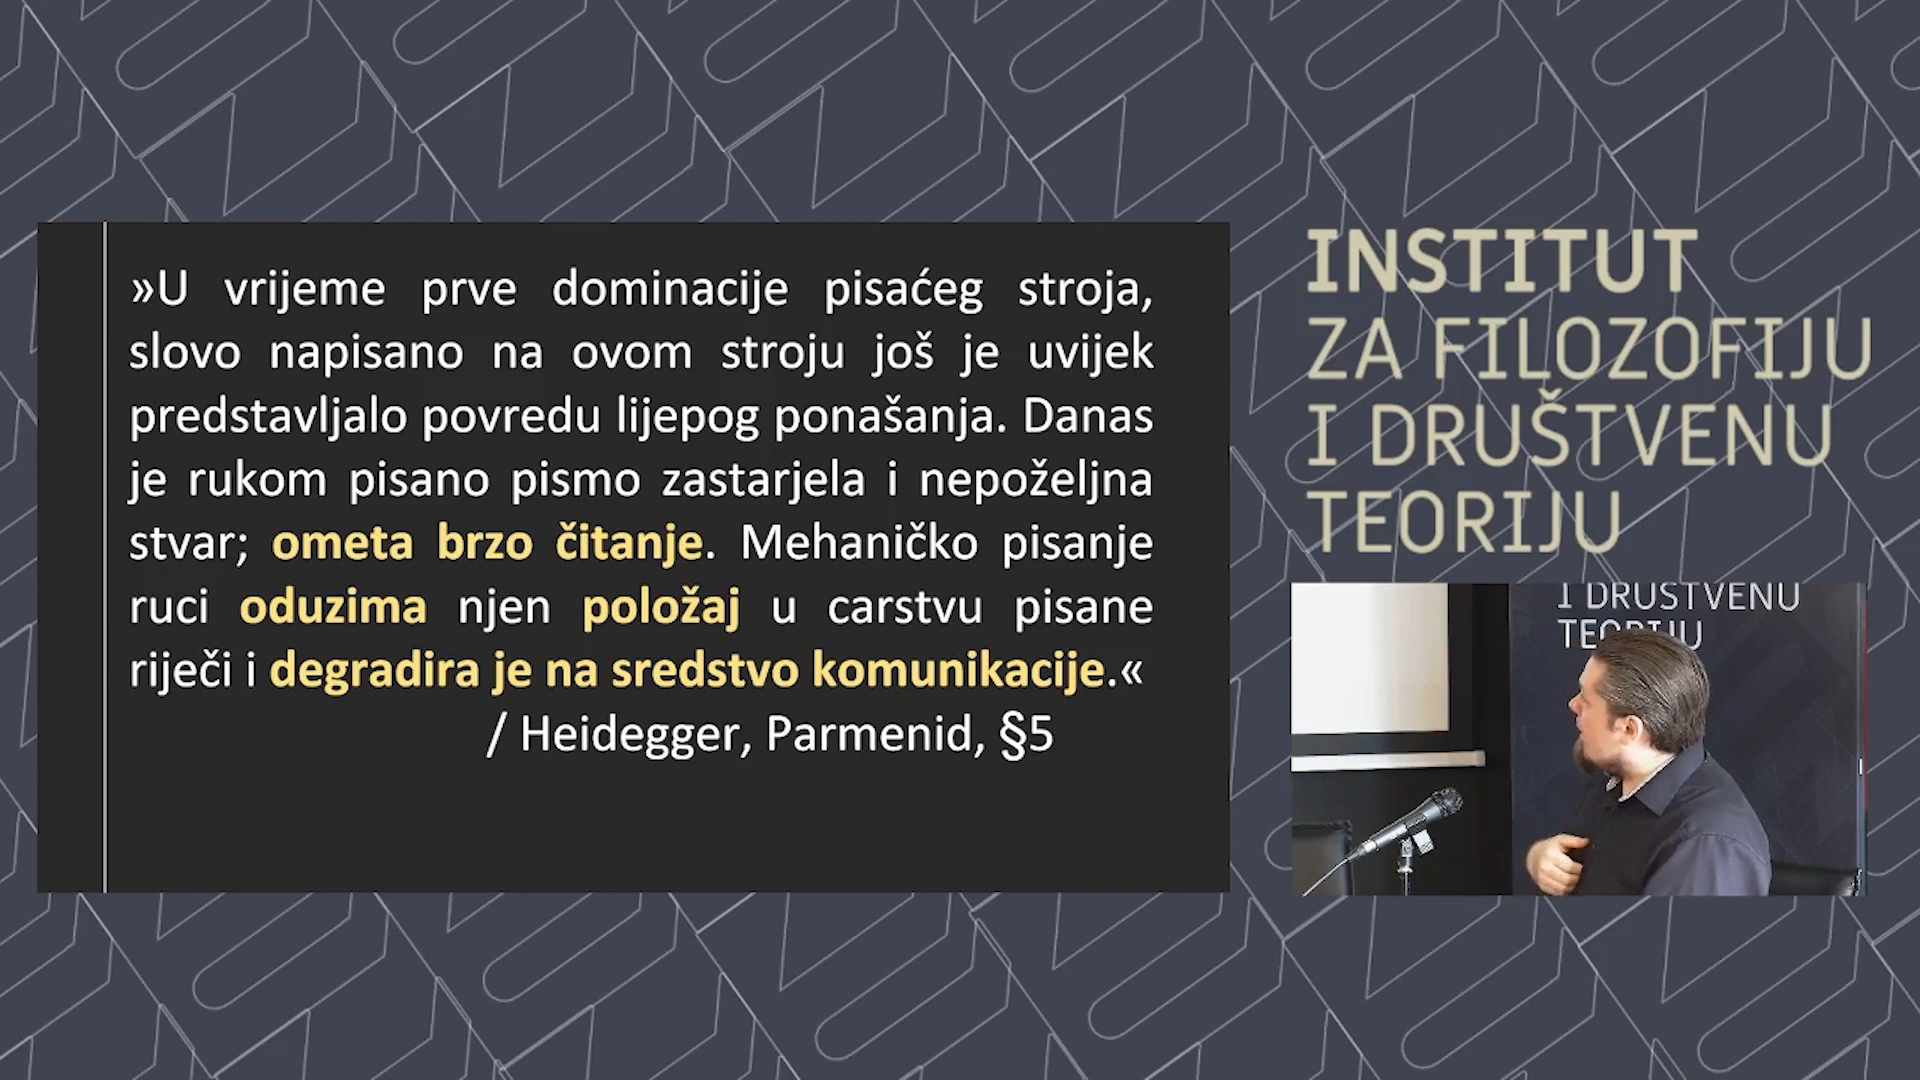 »U vrijeme prve dominacije pisaćeg stroja,
slovo napisano na ovom stroju još je uvijek
predstavljalo povredu lijepog ponašanja. Danas
je rukom pisano pismo zastarjela i nepoželjna
stvar; ometa brzo čitanje. Mehaničko pisanje
ruci oduzima njen položaj u carstvu pisane
riječi i degradira je na sredstvo komunikacije.«
/ Heidegger, Parmenid, §5
INSTITUT
ZA FILOZOFIJU
I DRUŠTVENU
TEORIJU
I DRUŠTVENU
TEORIJU